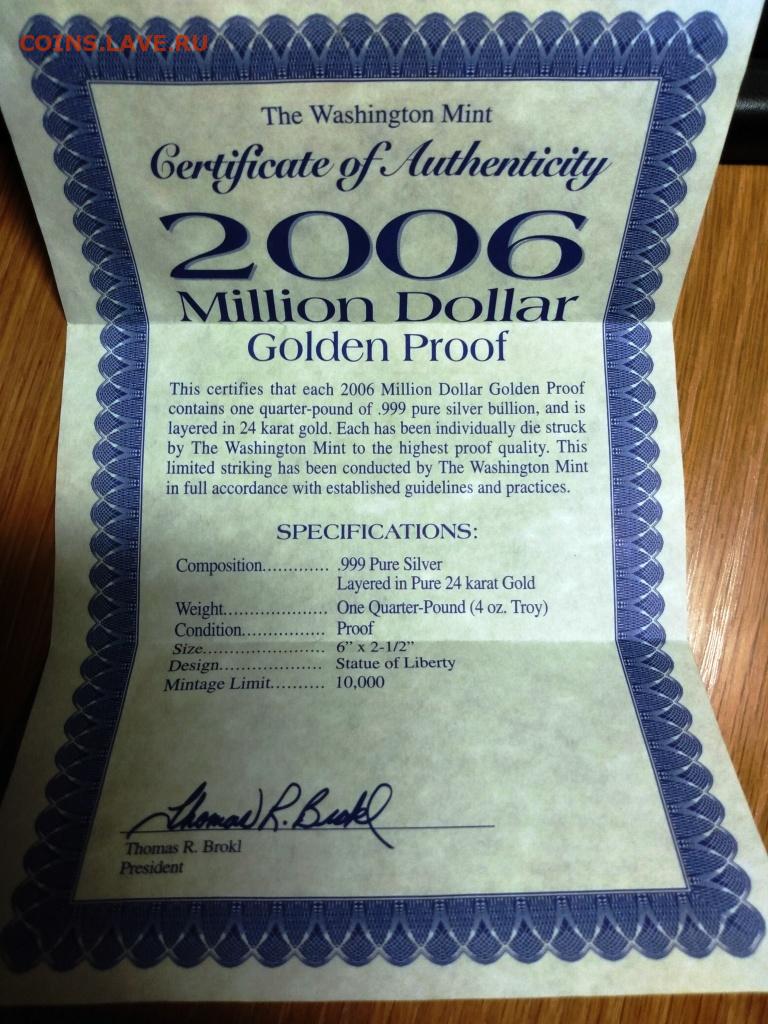 COINS.LAVE.RU
The Washington Mint
Certificate of Authenticity
2006
Million Dollar
Golden Proof
This certifies that each 2006 Million Dollar Golden Proof
contains one quarter-pound of .999 pure silver bullion, and is
layered in 24 karat gold. Each has been individually die struck
by The Washington Mint to the highest proof quality. This
limited striking has been conducted by The Washington Mint
in full accordance with established guidelines and practices.
SPECIFICATIONS:
Composition............. .999 Pure Silver
Layered in Pure 24 karat Gold
Weight.................... One Quarter-Pound (4 oz. Troy)
Condition................ Proof
Size....................... 6” x 2-1/2”
Design.................... Statue of Liberty
Mintage Limit.......... 10,000
Thomas R. Brokl
Thomas R. Brokl
President